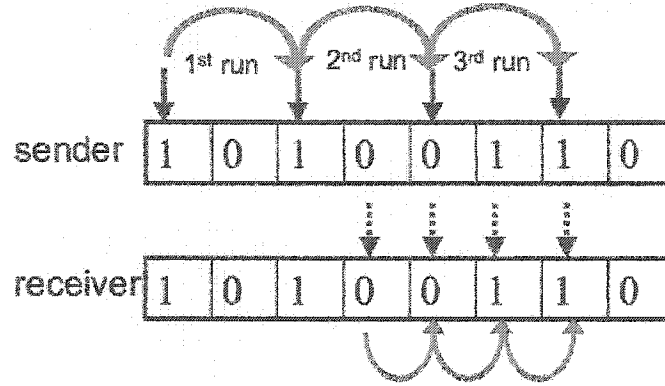 1st run 2nd run 3rd run
sender 1 0 1 0 0 1 1 0
receiver 1 0 1 0 0 1 1 0